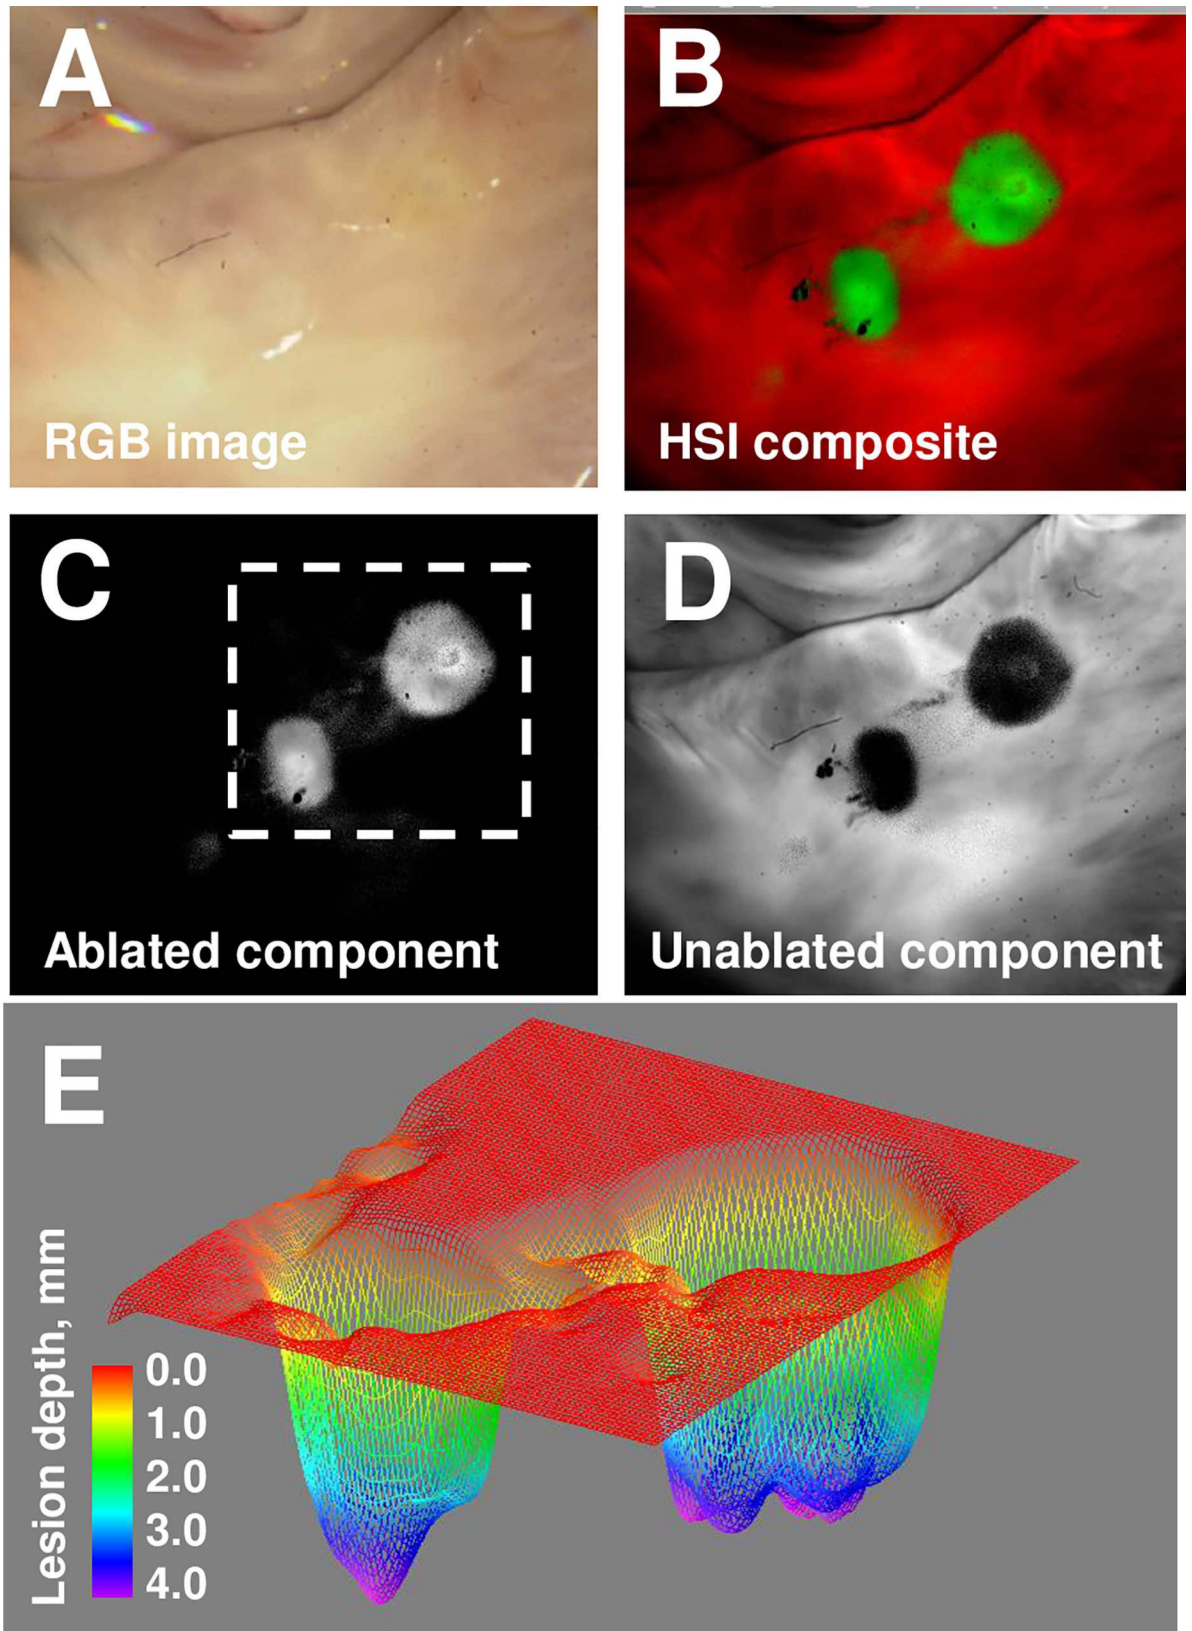 A
B
RGB image
HSI composite
C
D
Ablated component
Unablated component
E
Lesion depth, mm
0.0
1.0
2.0
3.0
4.0